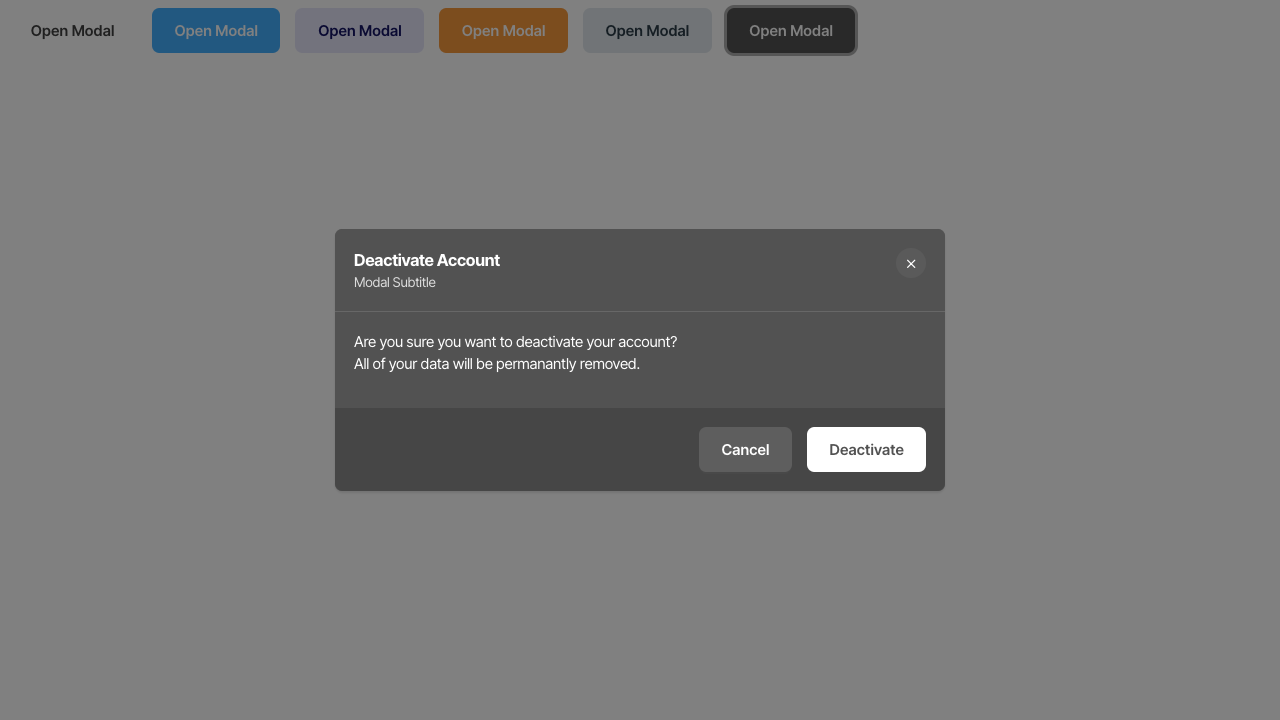 Open Modal Open Modal Open Modal Open Modal Open Modal Open Modal
Deactivate Account
Modal Subtitle
Are you sure you want to deactivate your account?
All of your data will be permanantly removed.
Cancel Deactivate